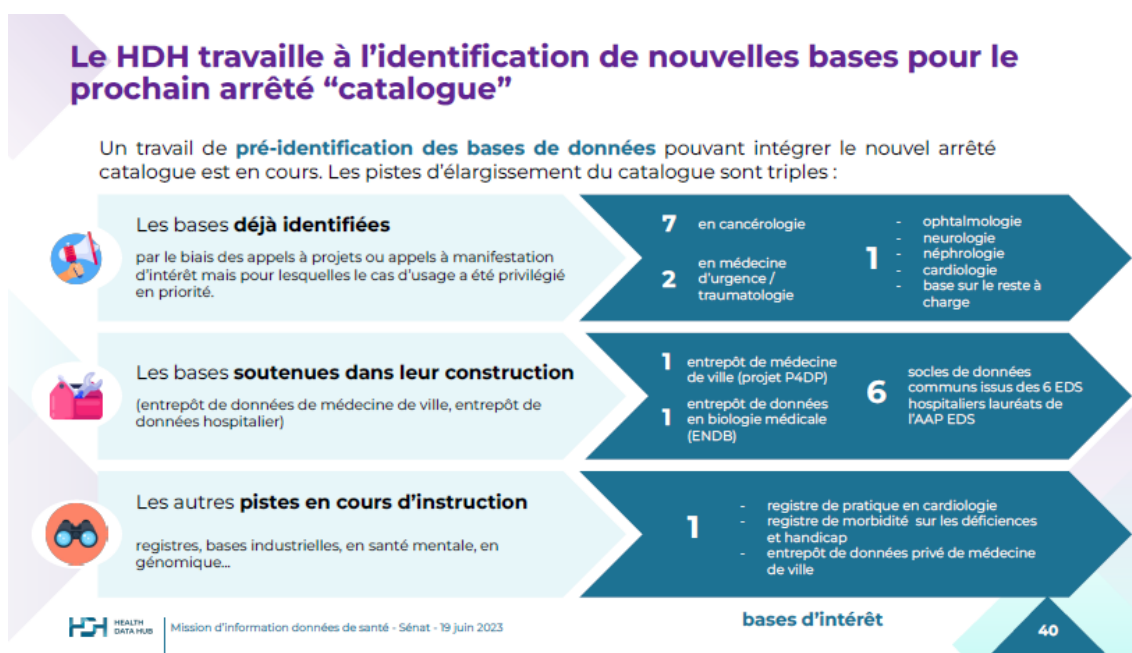 Le HDH travaille à l’identification de nouvelles bases pour le
prochain arrêté “catalogue”
Un travail de pré-identification des bases de données pouvant intégrer le nouvel arrêté
catalogue est en cours. Les pistes d’élargissement du catalogue sont triples :
Les bases déjà identifiées
par le biais des appels à projets ou appels à manifestation
d’intérêt mais pour lesquelles le cas d’usage a été privilégié
en priorité.
7 en cancérologie
2 en médecine
d’urgence /
traumatologie
1
- ophtalmologie
- neurologie
- néphrologie
- cardiologie
- base sur le reste à
charge
Les bases soutenues dans leur construction
(entrepôt de données de médecine de ville, entrepôt de
données hospitalier)
1 entrepôt de médecine
de ville (projet P4DP)
1 entrepôt de données
en biologie médicale
(ENDB)
6 socles de données
communs issus des 6 EDS
hospitaliers lauréats de
l’AAP EDS
Les autres pistes en cours d’instruction
registres, bases industrielles, en santé mentale, en
génomique...
1
- registre de pratique en cardiologie
- registre de morbidité sur les déficiences
et handicap
- entrepôt de données privé de médecine
de ville
HDH HEALTH
DATA HUB
Mission d’information données de santé - Sénat - 19 juin 2023
bases d’intérêt
40